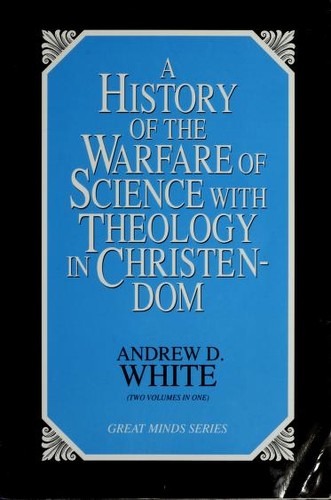 A
HISTORY
OF THE
WARFARE OF
SCIENCE WITH
THEOLOGY
IN CHRISTEN-
DOM
ANDREW D.
WHITE
(TWO VOLUMES IN ONE)
GREAT MINDS SERIES